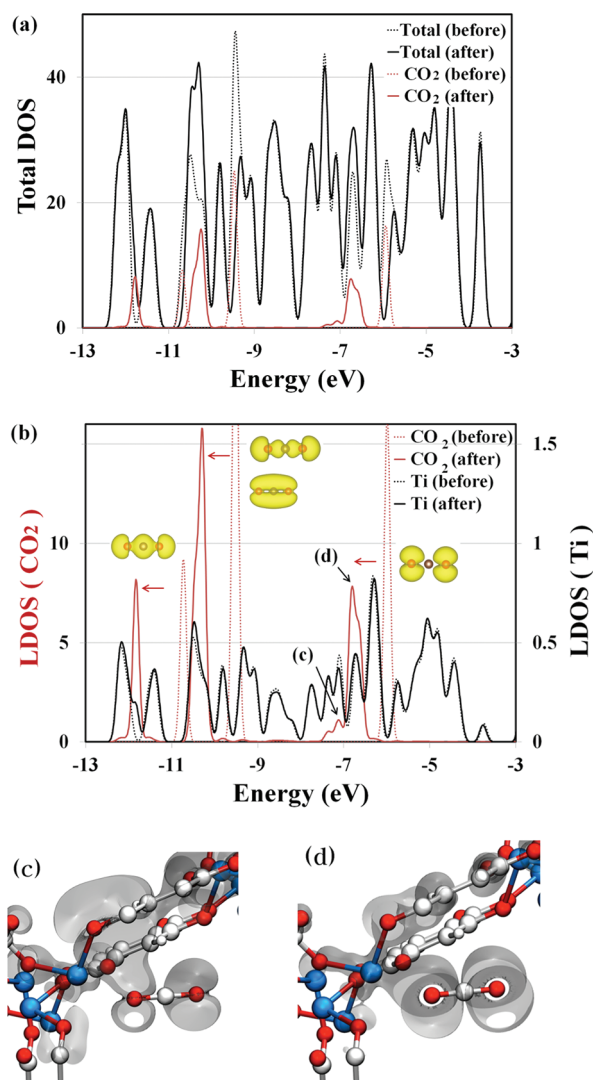 (a)
Total (before)
Total (after)
CO2 (before)
CO2 (after)
Total DOS
40
20
0
-13 -11 -9 -7 -5 -3
Energy (eV)
(b)
CO2 (before)
CO2 (after)
Ti (before)
Ti (after)
LDOS ( CO2 )
LDOS ( Ti )
15
10
5
0
1.5
1
0.5
0
(d)
(c)
-13 -11 -9 -7 -5 -3
Energy (eV)
(c)
(d)